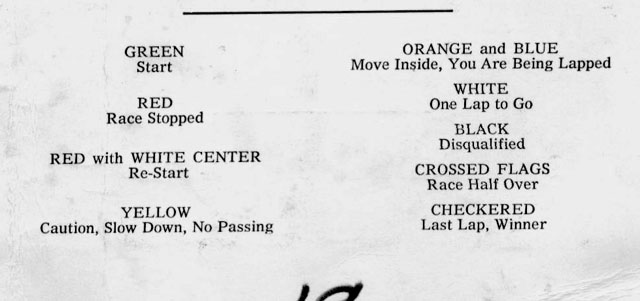 GREEN
Start
RED
Race Stopped
RED with WHITE CENTER
Re-Start
YELLOW
Caution, Slow Down, No Passing
ORANGE and BLUE
Move Inside, You Are Being Lapped
WHITE
One Lap to Go
BLACK
Disqualified
CROSSED FLAGS
Race Half Over
CHECKERED
Last Lap, Winner